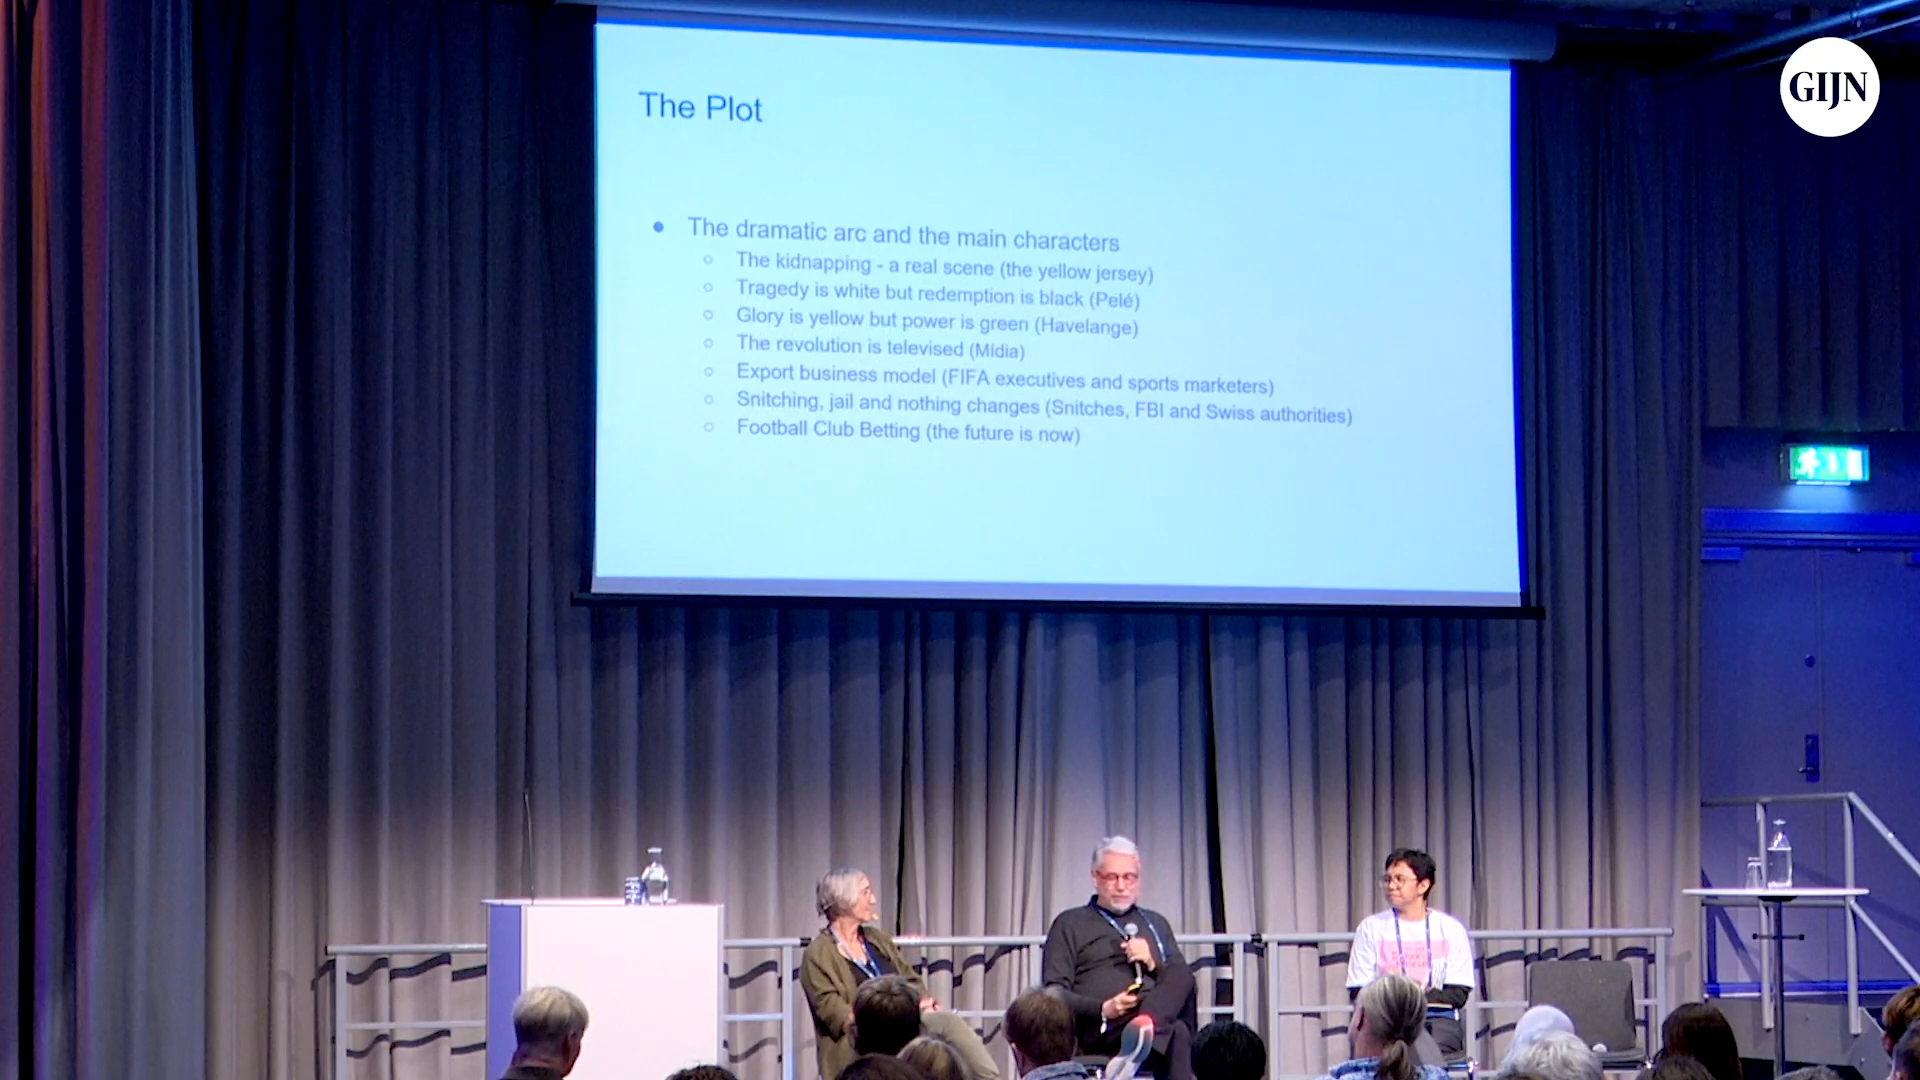 GIJN
The Plot
● The dramatic arc and the main characters
○ The kidnapping - a real scene (the yellow jersey)
○ Tragedy is white but redemption is black (Pelé)
○ Glory is yellow but power is green (Havelange)
○ The revolution is televised (Mídia)
○ Export business model (FIFA executives and sports marketers)
○ Snitching, jail and nothing changes (Snitches, FBI and Swiss authorities)
○ Football Club Betting (the future is now)